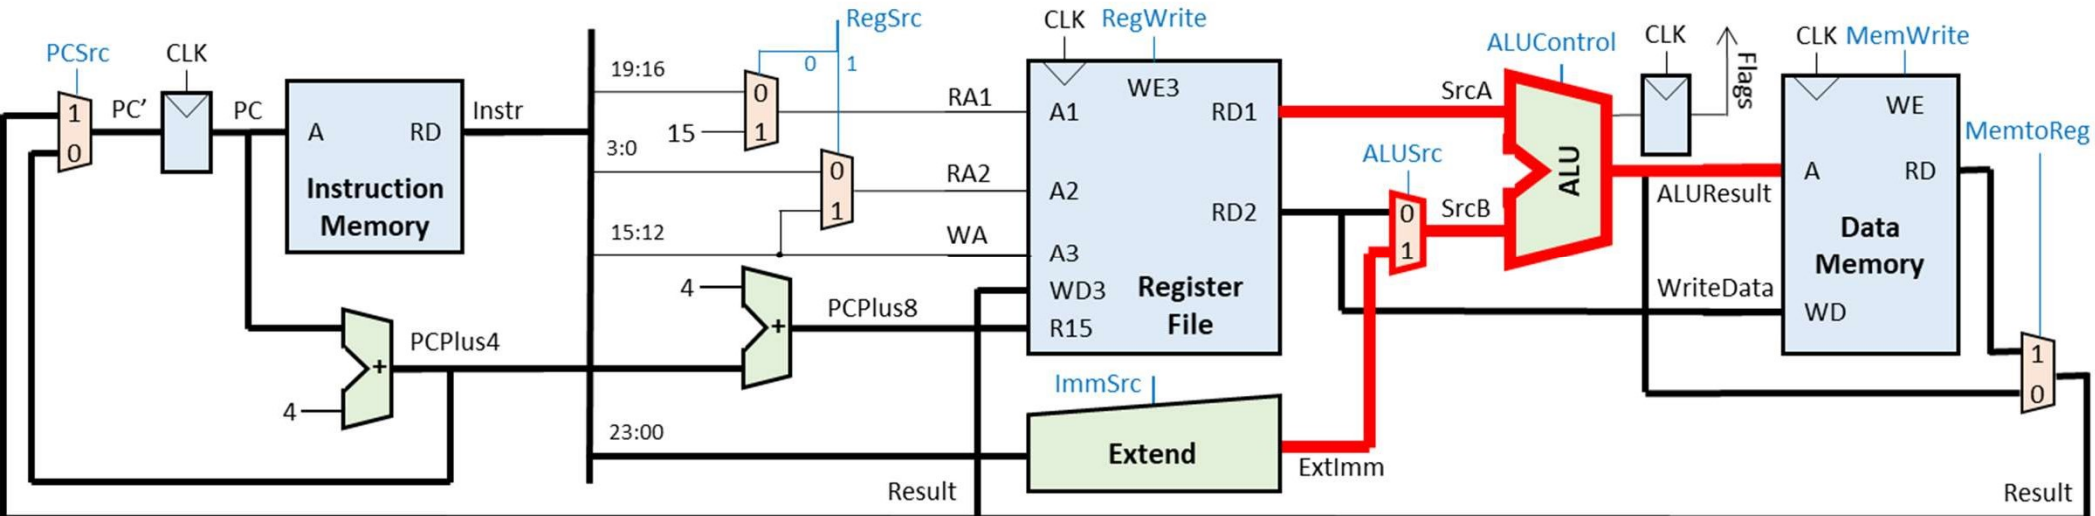 PCSrc
1
0
PC’
CLK
PC
A
RD
Instruction
Memory
Instr
PCPlus4
+
4
19:16
15
3:0
15:12
23:00
RegSrc
0
1
0
1
0
1
4
+
PCPlus8
RA1
RA2
WA
CLK
RegWrite
WE3
A1
RD1
A2
RD2
A3
WD3
R15
Register
File
ImmSrc
Extend
ExtImm
Result
SrcA
ALUSrc
0
1
SrcB
ALUControl
ALU
CLK
Flags
ALUResult
WriteData
CLK
MemWrite
WE
A
RD
Data
Memory
WD
MemtoReg
1
0
Result